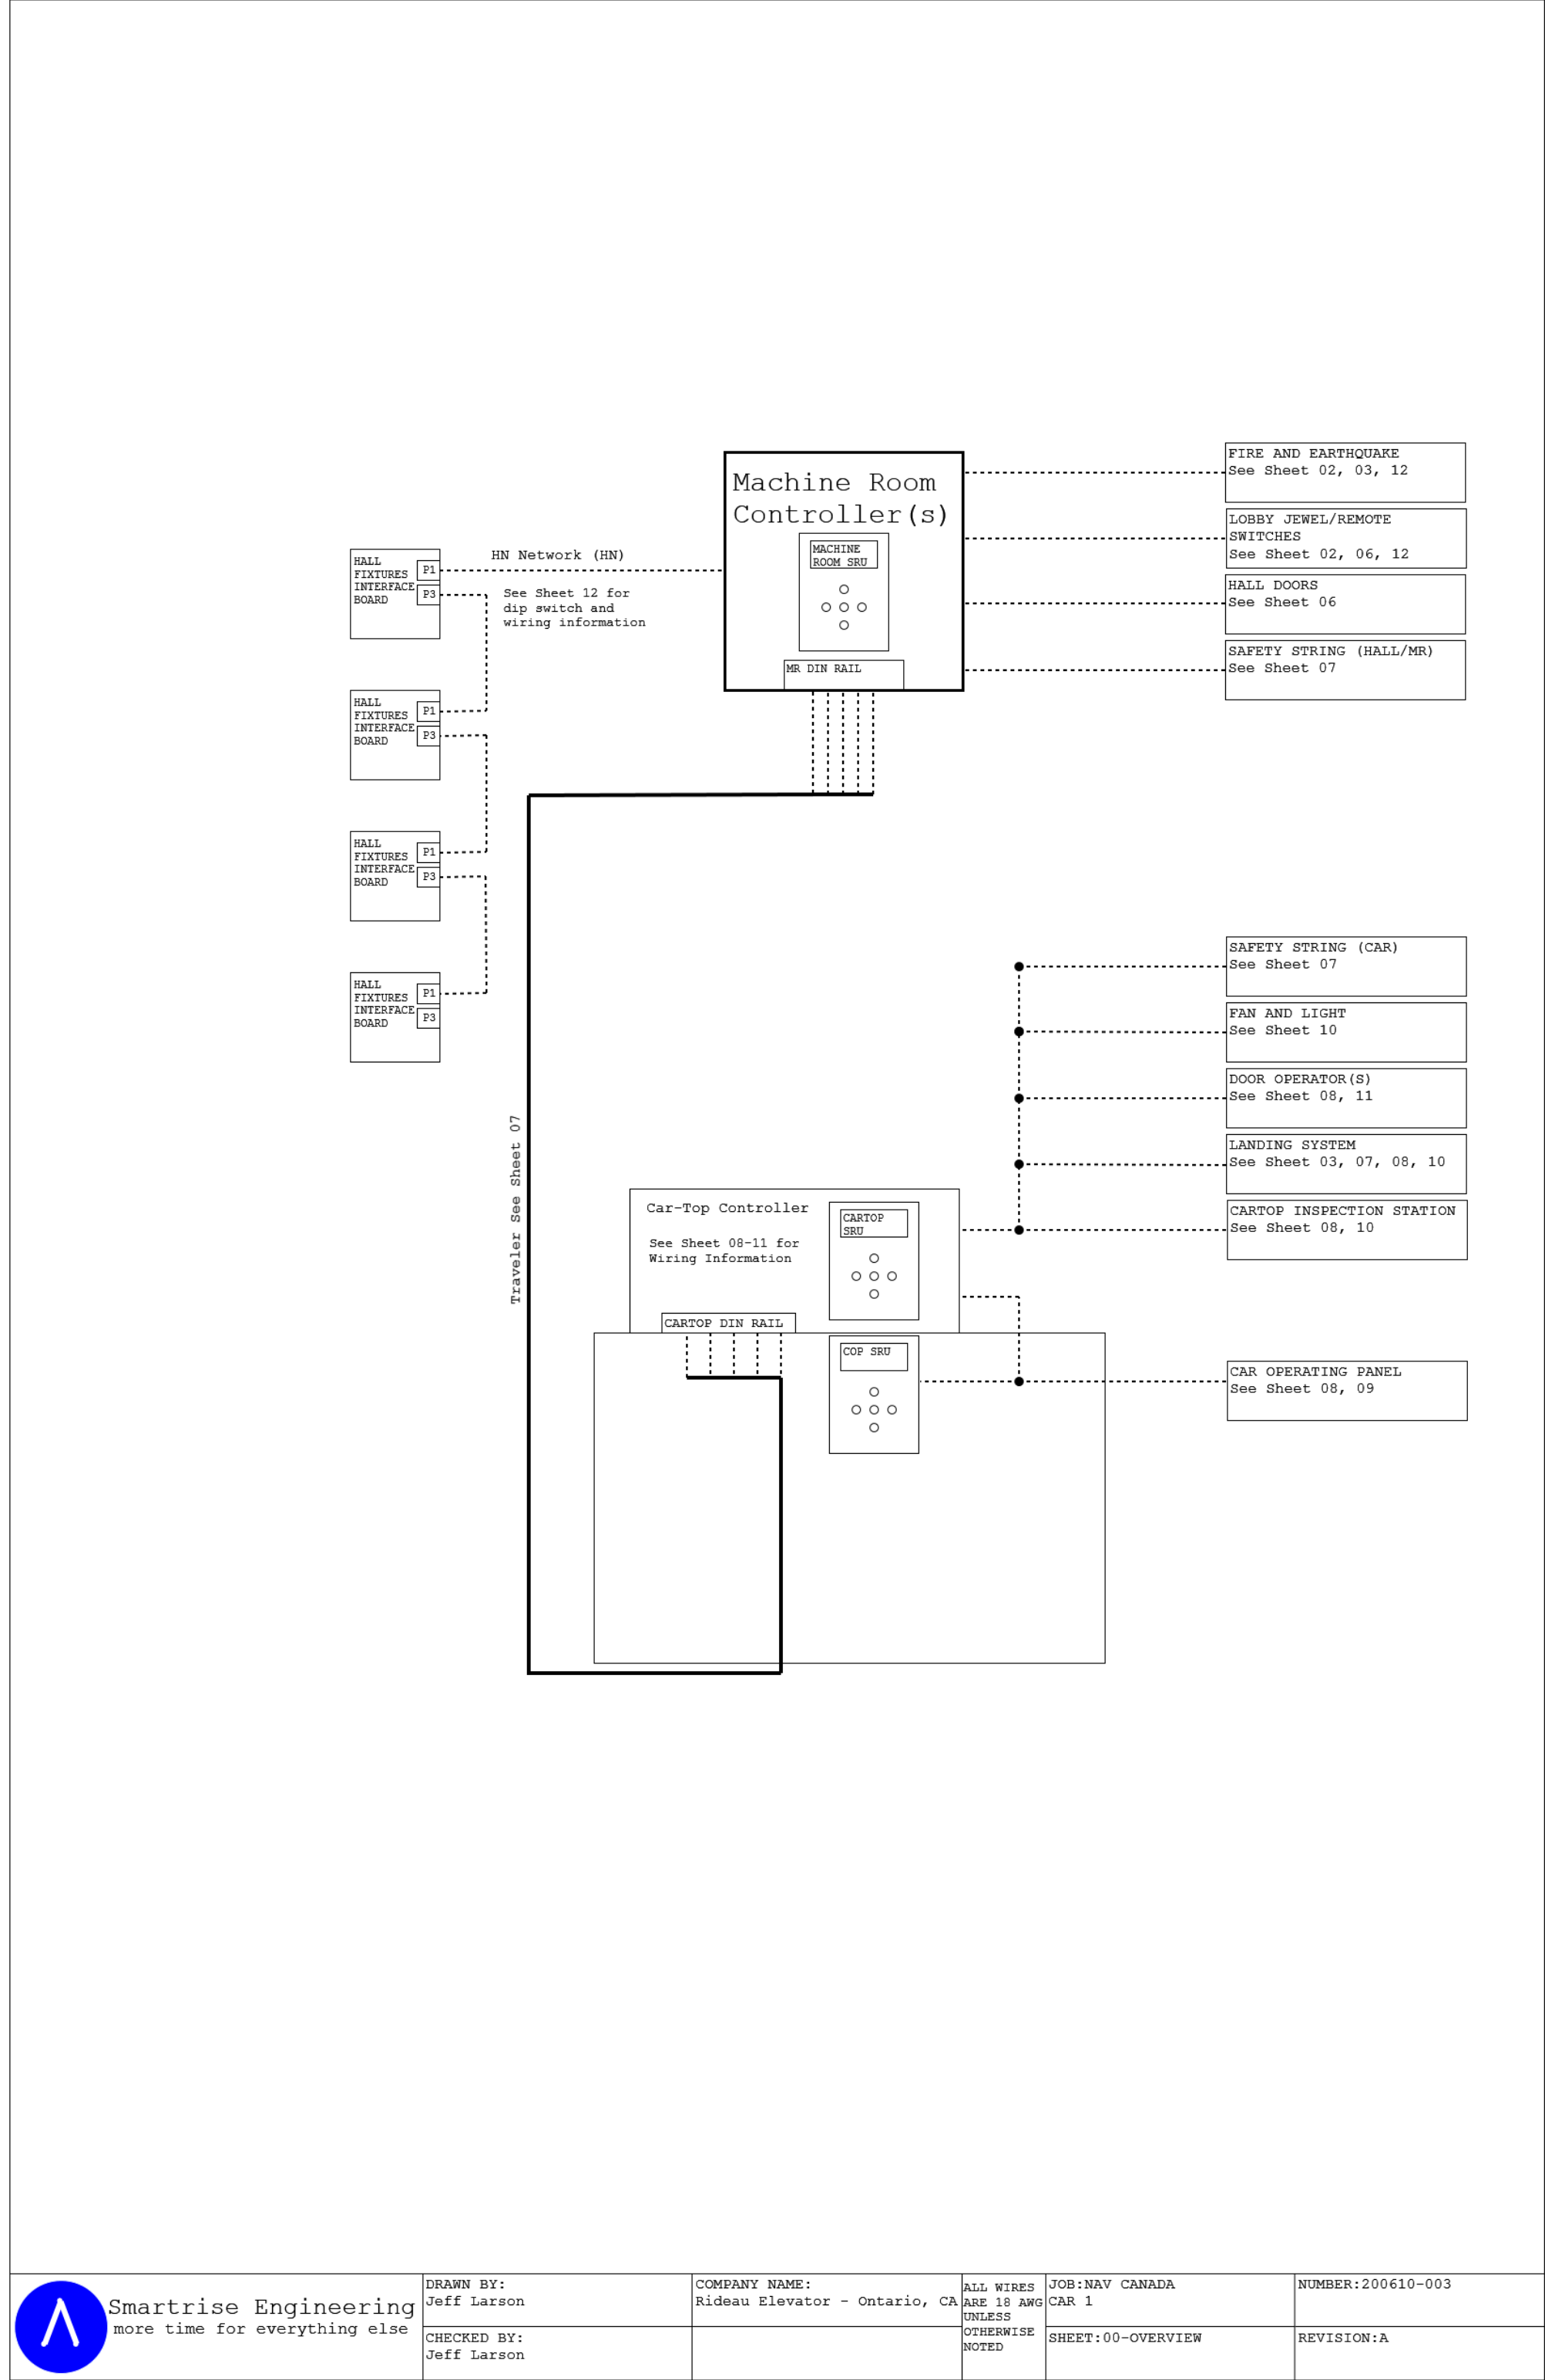 FIRE AND EARTHQUAKE
See Sheet 02, 03, 12
LOBBY JEWEL/REMOTE
SWITCHES
See Sheet 02, 06, 12
HALL DOORS
See Sheet 06
SAFETY STRING (HALL/MR)
See Sheet 07
Machine Room
Controller(s)
MACHINE
ROOM SRU
MR DIN RAIL
HN Network (HN)
See Sheet 12 for
dip switch and
wiring information
HALL
FIXTURES
INTERFACE
BOARD
P1
P3
HALL
FIXTURES
INTERFACE
BOARD
P1
P3
HALL
FIXTURES
INTERFACE
BOARD
P1
P3
HALL
FIXTURES
INTERFACE
BOARD
P1
P3
Traveler See Sheet 07
SAFETY STRING (CAR)
See Sheet 07
FAN AND LIGHT
See Sheet 10
DOOR OPERATOR(S)
See Sheet 08, 11
LANDING SYSTEM
See Sheet 03, 07, 08, 10
CARTOP INSPECTION STATION
See Sheet 08, 10
Car-Top Controller
See Sheet 08-11 for
Wiring Information
CARTOP
SRU
CARTOP DIN RAIL
COP SRU
CAR OPERATING PANEL
See Sheet 08, 09
Smartrise Engineering
more time for everything else
DRAWN BY:
Jeff Larson
CHECKED BY:
Jeff Larson
COMPANY NAME:
Rideau Elevator - Ontario, CA
ALL WIRES
ARE 18 AWG
UNLESS
OTHERWISE
NOTED
JOB:NAV CANADA
CAR 1
SHEET:00-OVERVIEW
NUMBER:200610-003
REVISION:A